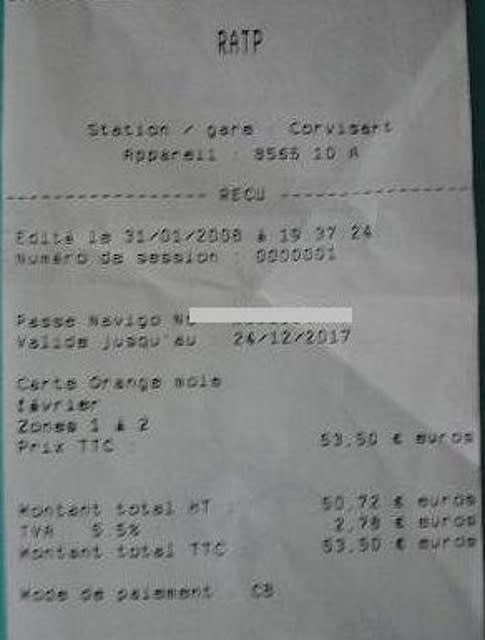 RATP
Station / gare : Corvisart
Appareil : 8565 10 A
---------------- RECU ----------------
Edité le 31/01/2008 à 19 37 24
Numéro de session : 0000001
Passe Navigo No
Valide jusqu'au : 24/12/2017
Carte Orange mois
février
Zones 1 à 2
Prix TTC : 53,50 € euros
Montant total HT 50,72 € euros
TVA 5 5% 2,78 € euros
Montant total TTC 53,50 € euros
Mode de paiement : CB